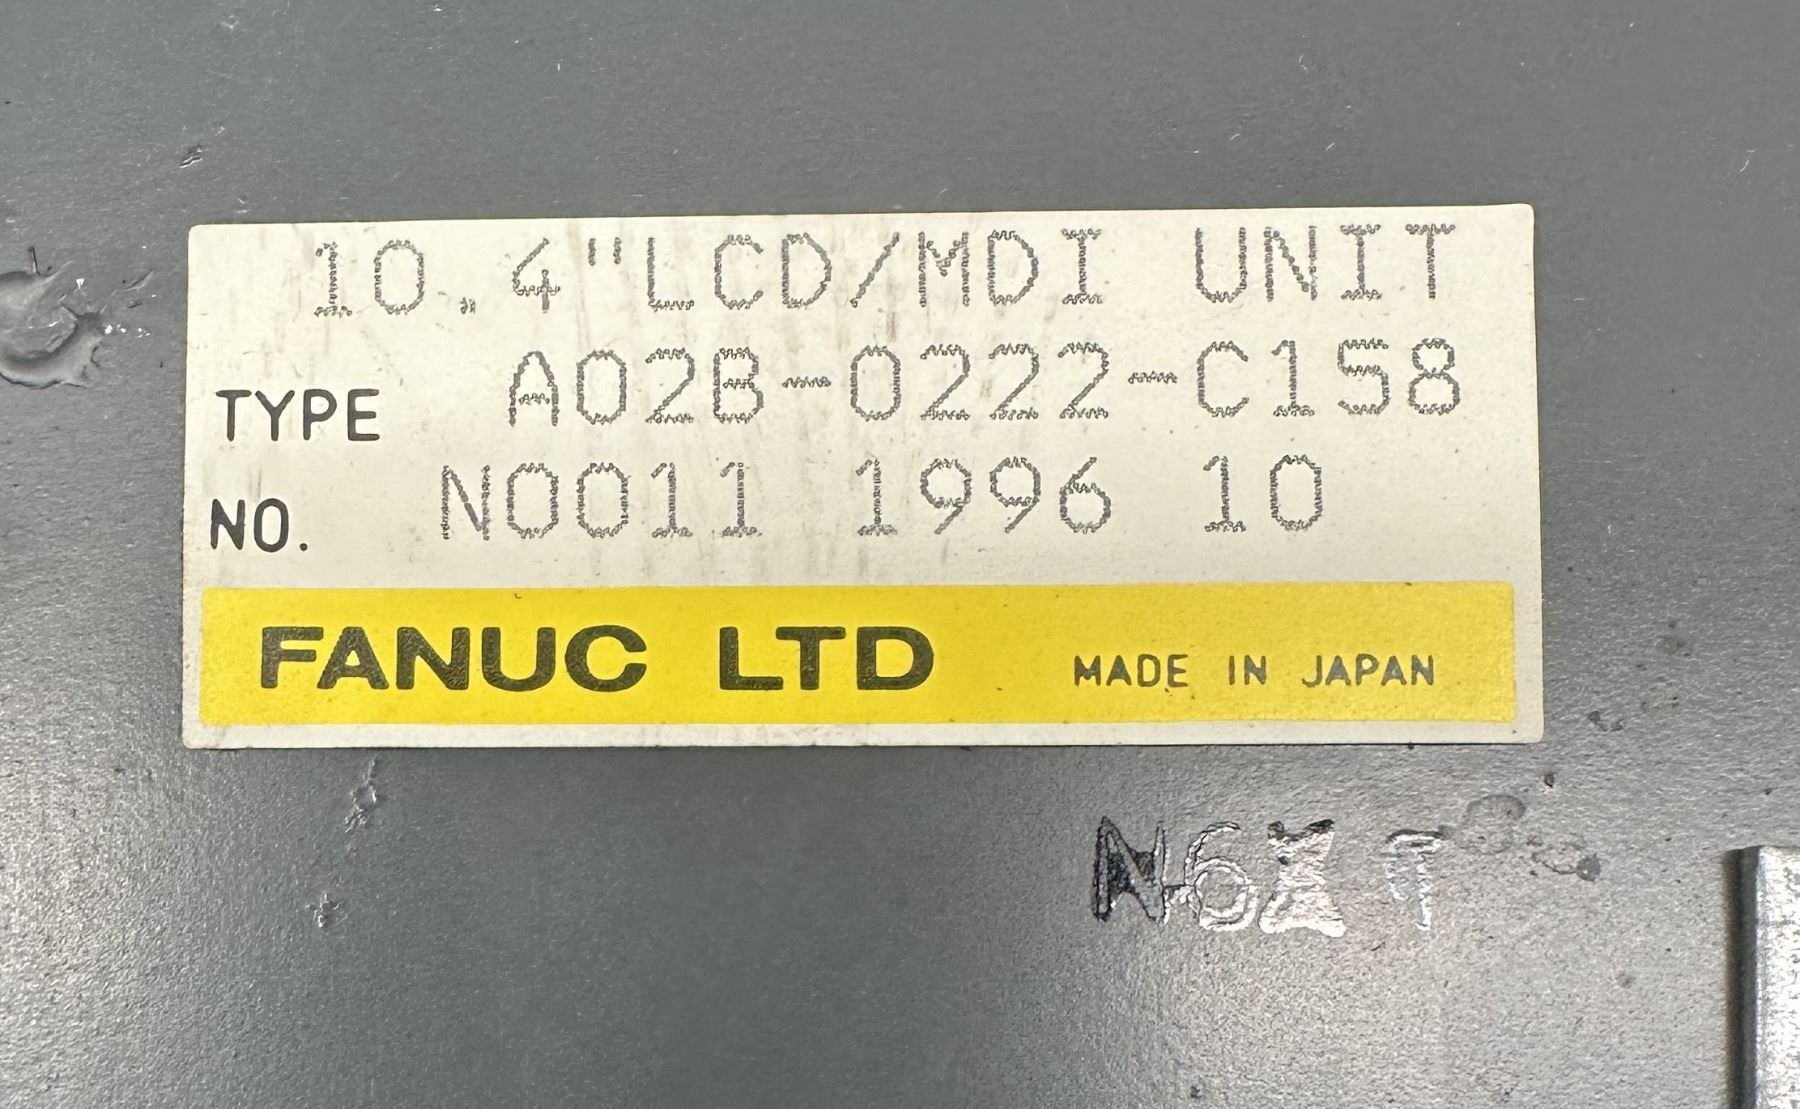 10.4"LCD/MDI UNIT
TYPE A02B-0222-C158
NO. N0011 1996 10
FANUC LTD MADE IN JAPAN